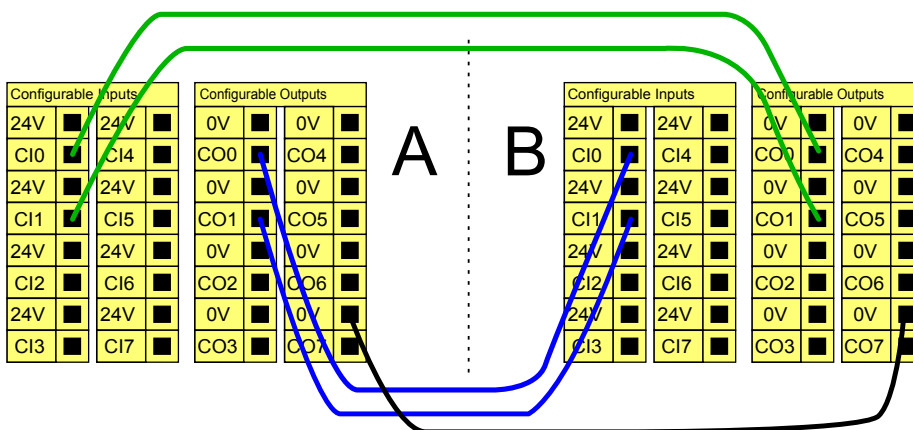 Configurable Inputs Configurable Outputs A B Configurable Inputs Configurable Outputs
24V 24V 0V 0V 24V 24V 0V 0V
CI0 CI4 CO0 CO4 CI0 CI4 CO0 CO4
24V 24V 0V 0V 24V 24V 0V 0V
CI1 CI5 CO1 CO5 CI1 CI5 CO1 CO5
24V 24V 0V 0V 24V 24V 0V 0V
CI2 CI6 CO2 CO6 CI2 CI6 CO2 CO6
24V 24V 0V 0V 24V 24V 0V 0V
CI3 CI7 CO3 CO7 CI3 CI7 CO3 CO7